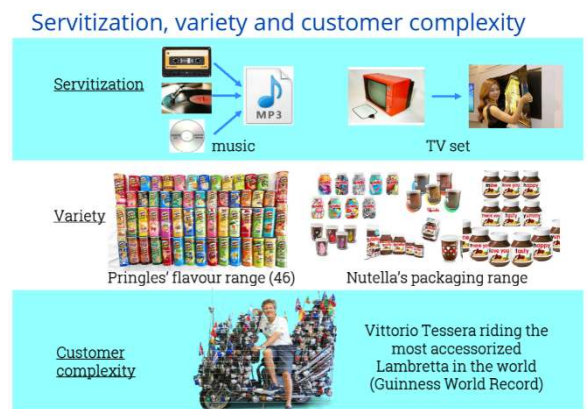 Servitization, variety and customer complexity
Servitization
MP3
music
TV set
Variety
Pringles' flavour range (46)
Nutella's packaging range
Customer
complexity
Vittorio Tessera riding the
most accessorized
Lambretta in the world
(Guinness World Record)